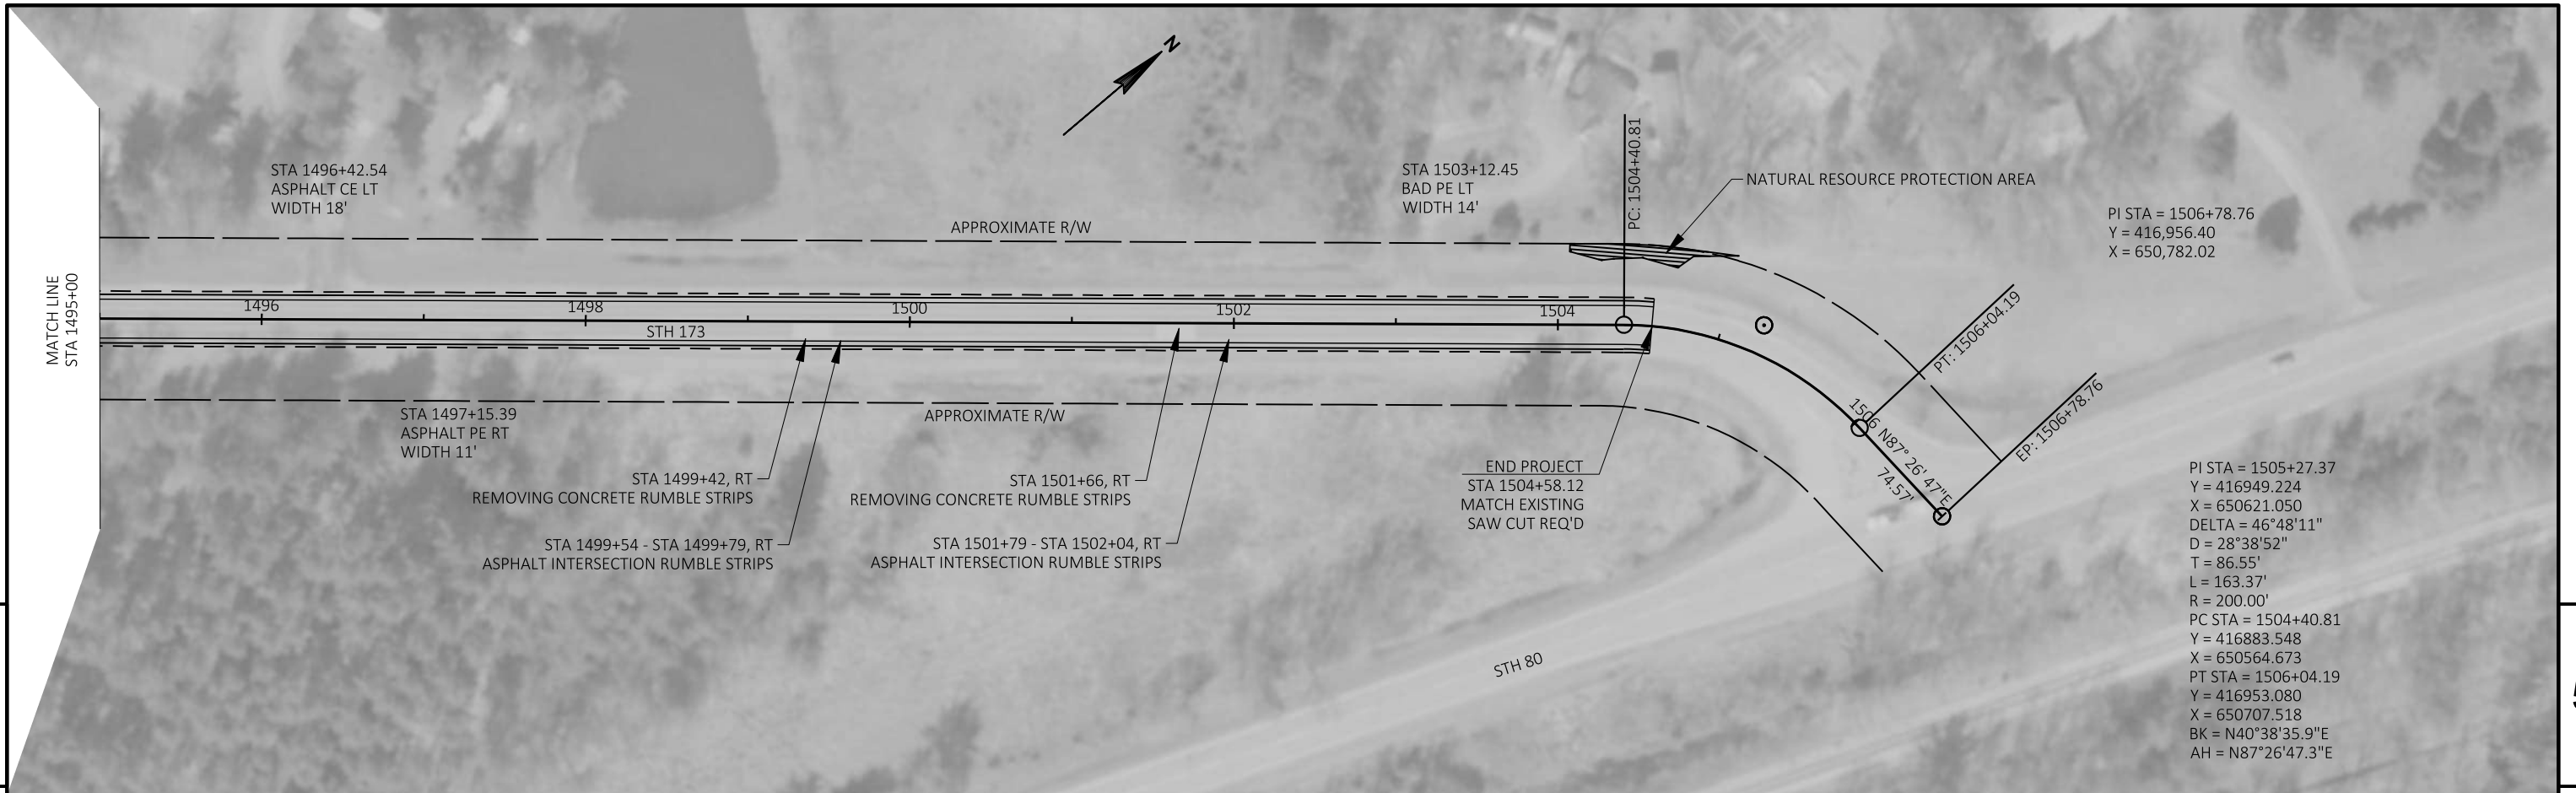 N
STA 1496+42.54
ASPHALT CE LT
WIDTH 18'
STA 1503+12.45
BAD PE LT
WIDTH 14'
PC: 1504+40.81
NATURAL RESOURCE PROTECTION AREA
PI STA = 1506+78.76
Y = 416,956.40
X = 650,782.02
APPROXIMATE R/W
MATCH LINE
STA 1495+00
1496
1498
1500
1502
1504
STH 173
PT: 1506+04.19
EP: 1506+78.76
1506
N87° 26' 47"E
74.57'
STA 1497+15.39
ASPHALT PE RT
WIDTH 11'
APPROXIMATE R/W
STA 1499+42, RT
REMOVING CONCRETE RUMBLE STRIPS
STA 1501+66, RT
REMOVING CONCRETE RUMBLE STRIPS
STA 1499+54 - STA 1499+79, RT
ASPHALT INTERSECTION RUMBLE STRIPS
STA 1501+79 - STA 1502+04, RT
ASPHALT INTERSECTION RUMBLE STRIPS
END PROJECT
STA 1504+58.12
MATCH EXISTING
SAW CUT REQ'D
STH 80
PI STA = 1505+27.37
Y = 416949.224
X = 650621.050
DELTA = 46°48'11"
D = 28°38'52"
T = 86.55'
L = 163.37'
R = 200.00'
PC STA = 1504+40.81
Y = 416883.548
X = 650564.673
PT STA = 1506+04.19
Y = 416953.080
X = 650707.518
BK = N40°38'35.9"E
AH = N87°26'47.3"E